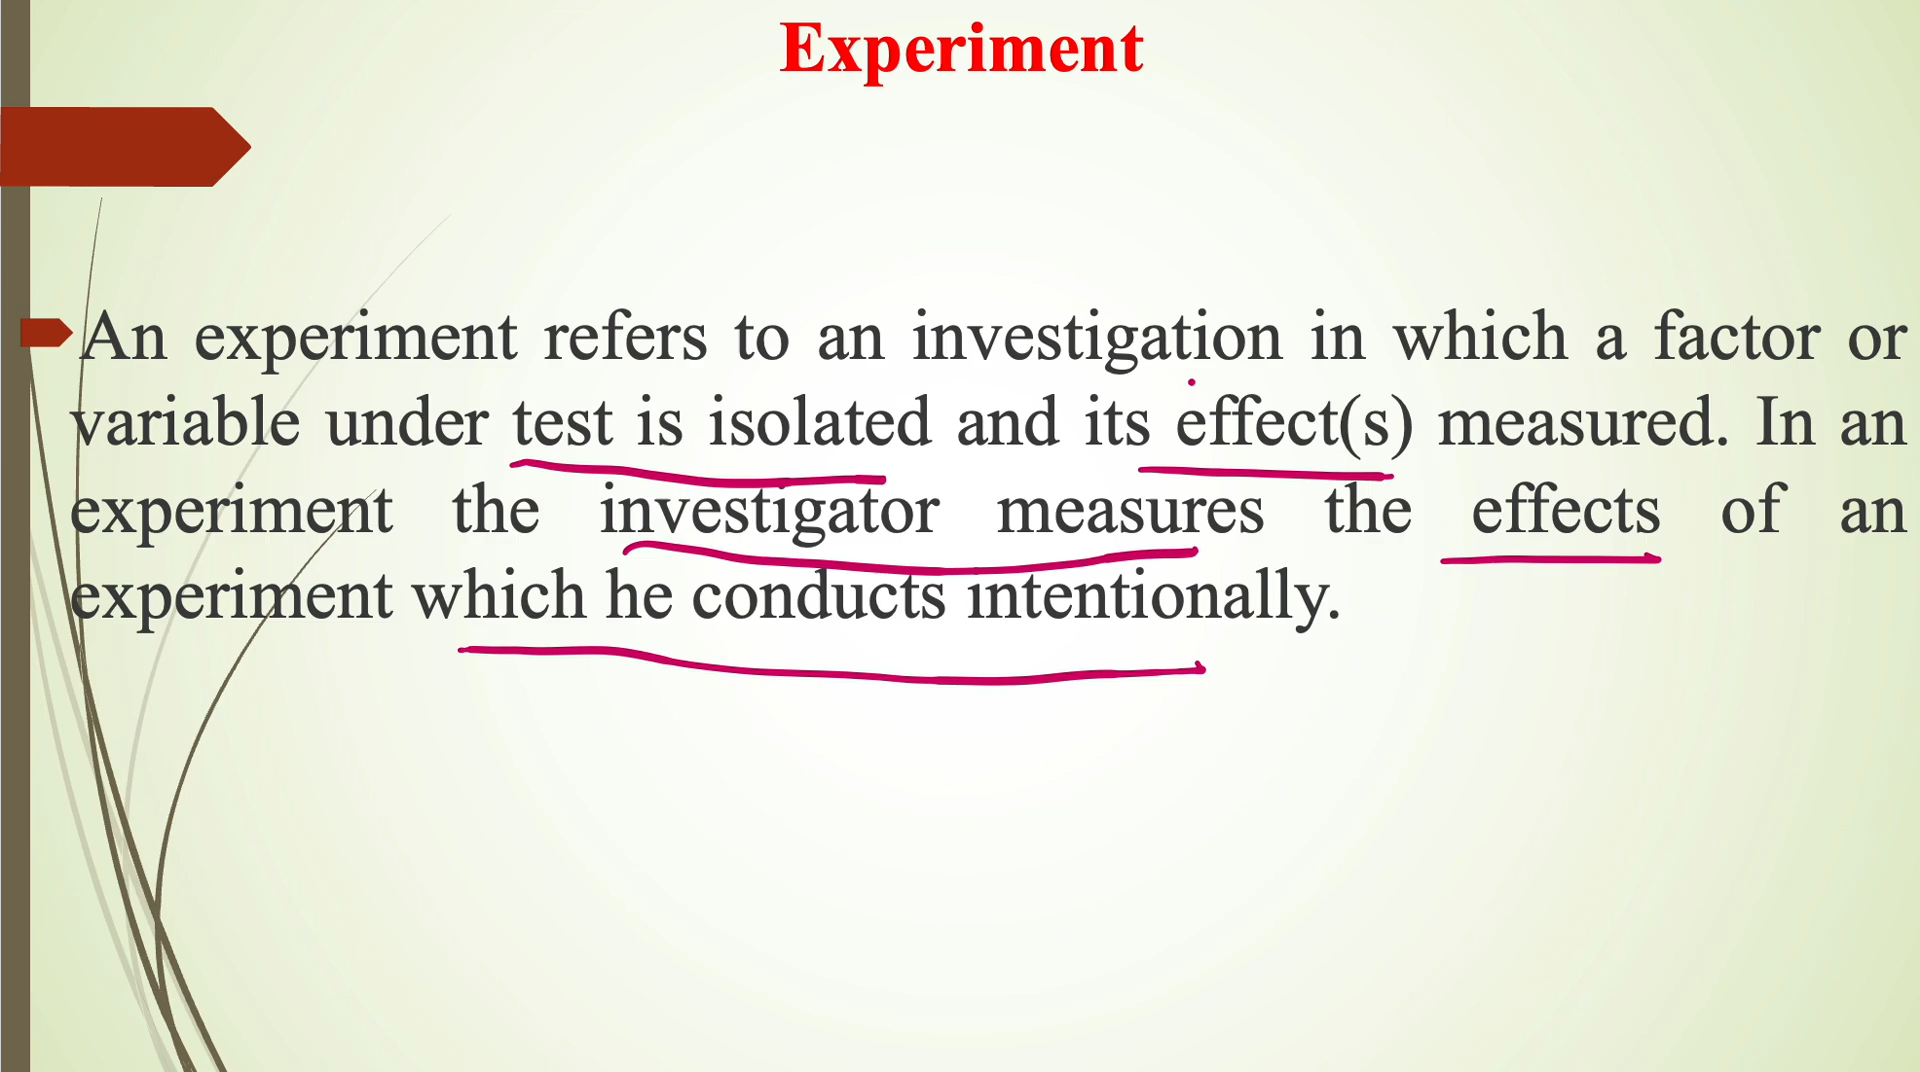 Experiment
An experiment refers to an investigation in which a factor or
variable under test is isolated and its effect(s) measured. In an
experiment the investigator measures the effects of an
experiment which he conducts intentionally.